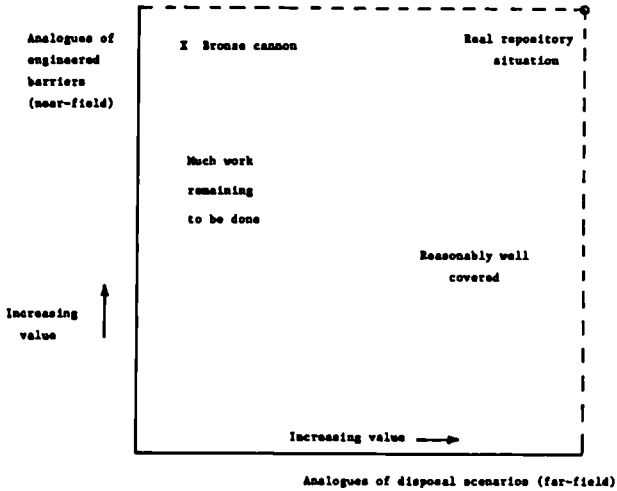 Analogues of
engineered
barriers
(near-field)
X Bronze cannon
Real repository
situation
Much work
remaining
to be done
Reasonably well
covered
Increasing
value
Increasing value
Analogues of disposal scenarios (far-field)